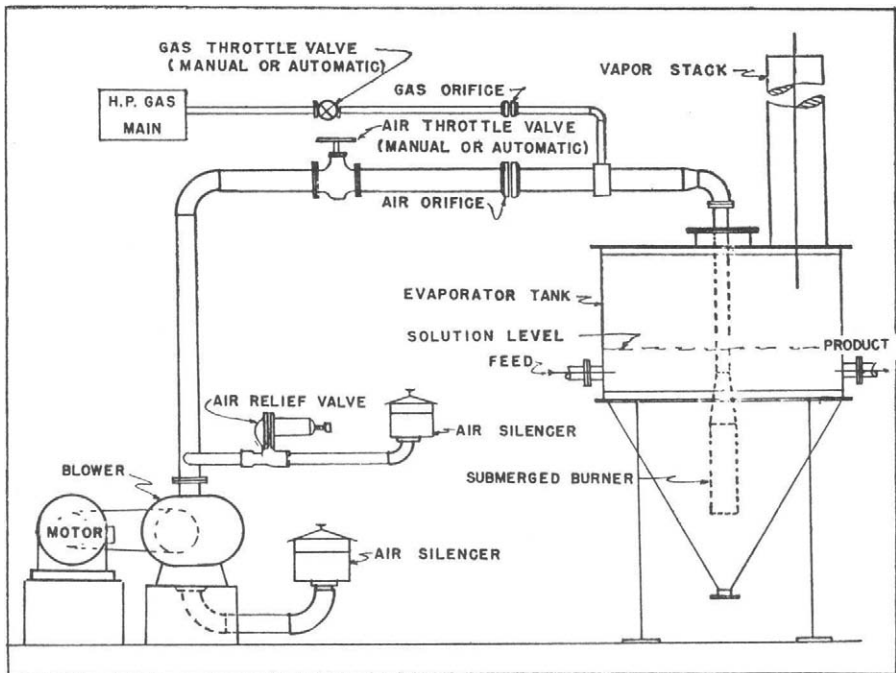 GAS THROTTLE VALVE
(MANUAL OR AUTOMATIC)
H.P. GAS
MAIN
GAS ORIFICE
VAPOR STACK
AIR THROTTLE VALVE
(MANUAL OR AUTOMATIC)
AIR ORIFICE
EVAPORATOR TANK
SOLUTION LEVEL
PRODUCT
FEED
AIR RELIEF VALVE
AIR SILENCER
BLOWER
SUBMERGED BURNER
MOTOR
AIR SILENCER